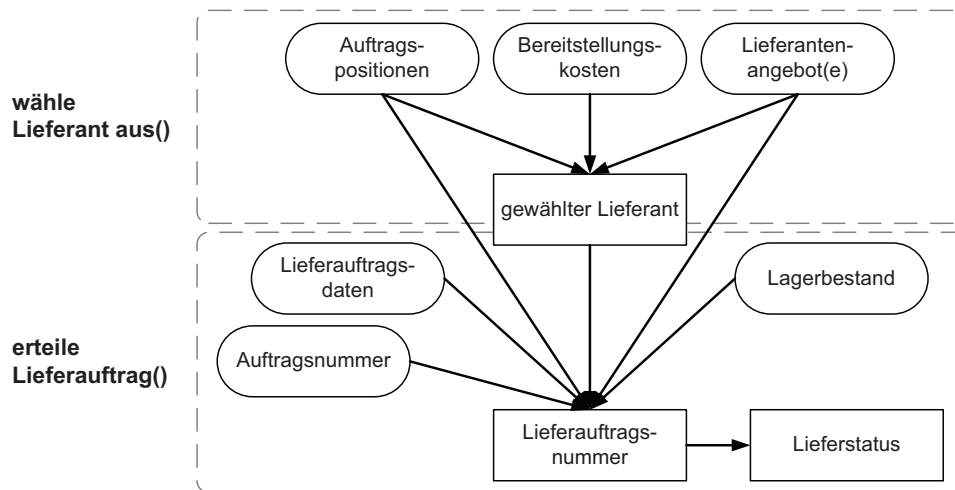 Auftrags-
positionen
Bereitstellungs-
kosten
Lieferanten-
angebot(e)
wähle
Lieferant aus()
gewählter Lieferant
Lieferauftrags-
daten
Lagerbestand
Auftragsnummer
erteile
Lieferauftrag()
Lieferauftrags-
nummer
Lieferstatus